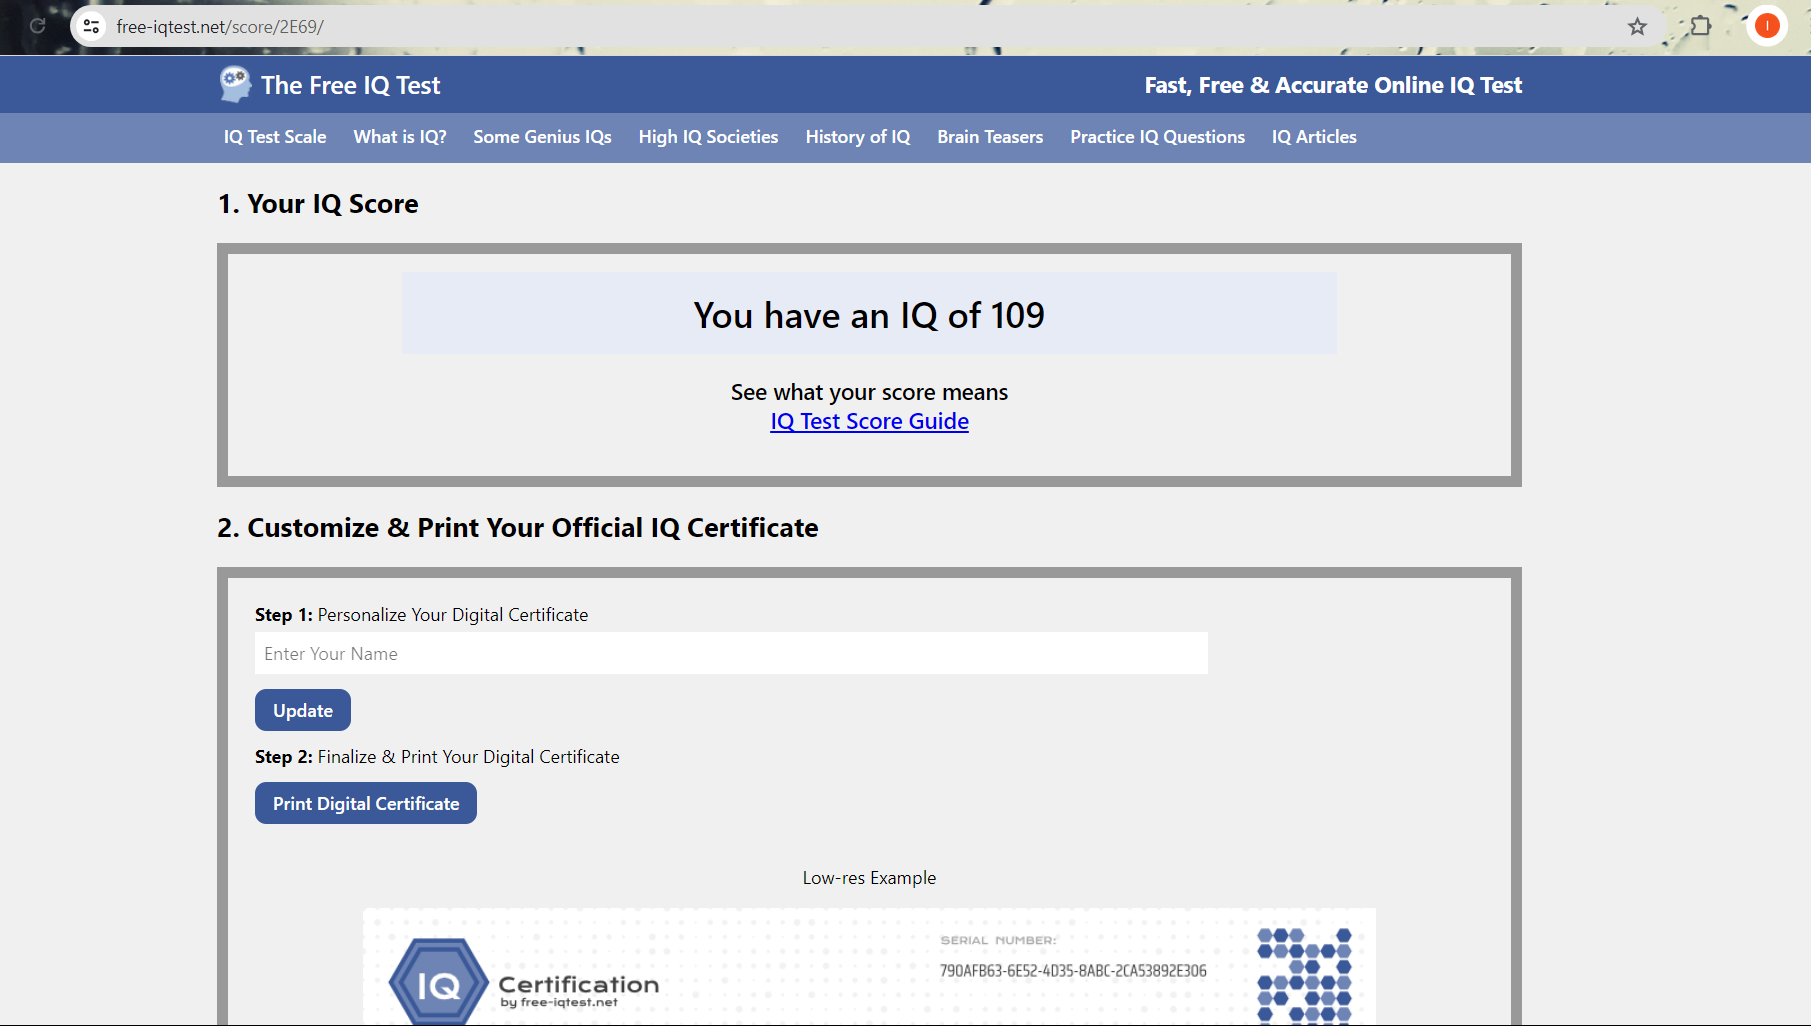 free-iqtest.net/score/2E69/
The Free IQ Test
Fast, Free & Accurate Online IQ Test
IQ Test Scale What is IQ? Some Genius IQs High IQ Societies History of IQ Brain Teasers Practice IQ Questions IQ Articles
1. Your IQ Score
You have an IQ of 109
See what your score means
IQ Test Score Guide
2. Customize & Print Your Official IQ Certificate
Step 1: Personalize Your Digital Certificate
Enter Your Name
Update
Step 2: Finalize & Print Your Digital Certificate
Print Digital Certificate
Low-res Example
IQ
Certification
by free-iqtest.net
SERIAL NUMBER:
790AFB63-6E52-4D35-8ABC-2CA53892E306